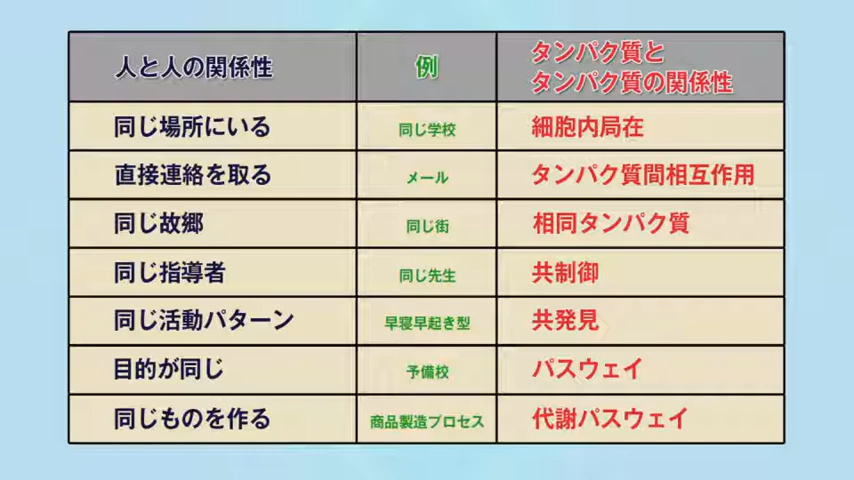 人と人の関係性
例
タンパク質と
タンパク質の関係性
同じ場所にいる
同じ学校
細胞内局在
直接連絡を取る
メール
タンパク質間相互作用
同じ故郷
同じ街
相同タンパク質
同じ指導者
同じ先生
共制御
同じ活動パターン
早寝早起き型
共発見
目的が同じ
予備校
パスウェイ
同じものを作る
商品製造プロセス
代謝パスウェイ